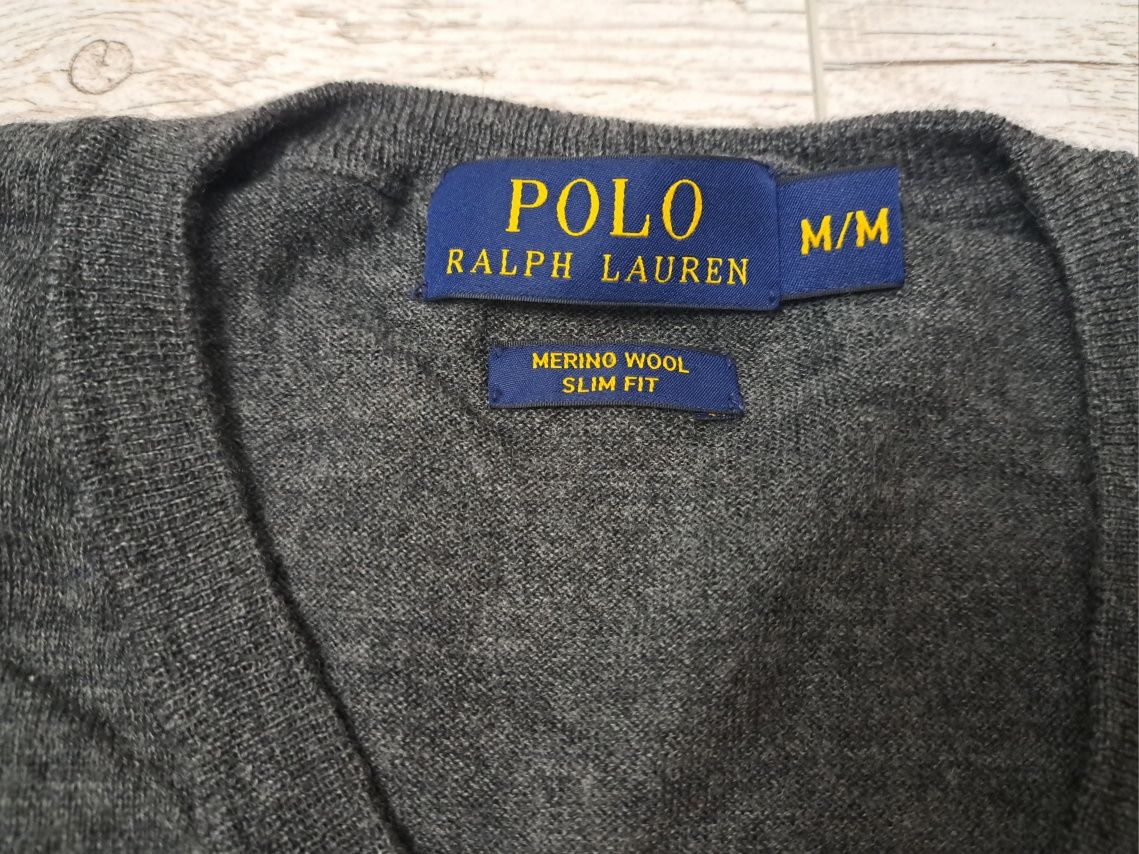 POLO
RALPH LAUREN
M/M
MERINO WOOL
SLIM FIT